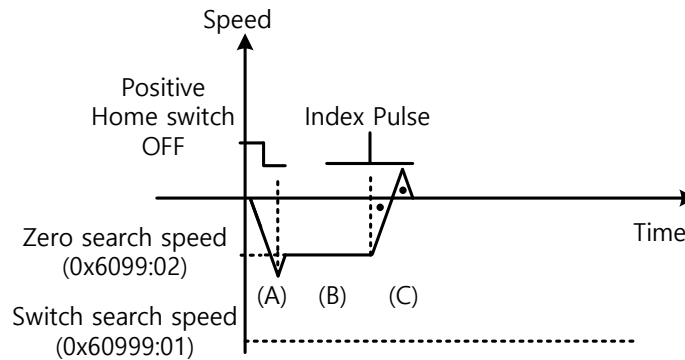 Speed
Positive
Home switch
OFF
Index Pulse
Time
Zero search speed
(0x6099:02)
(A)
(B)
(C)
Switch search speed
(0x60999:01)